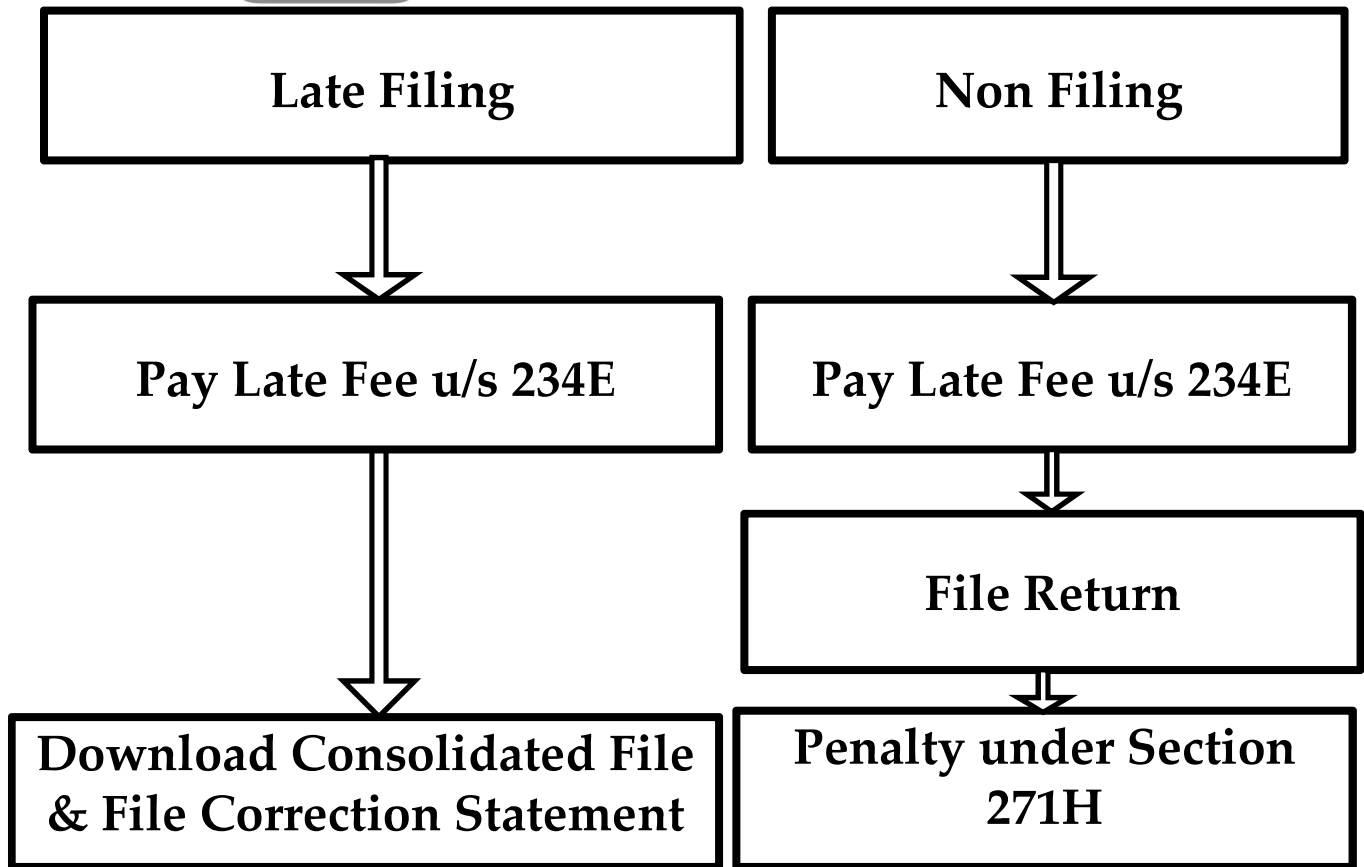 Late Filing
Non Filing
Pay Late Fee u/s 234E
Pay Late Fee u/s 234E
File Return
Download Consolidated File
& File Correction Statement
Penalty under Section
271H